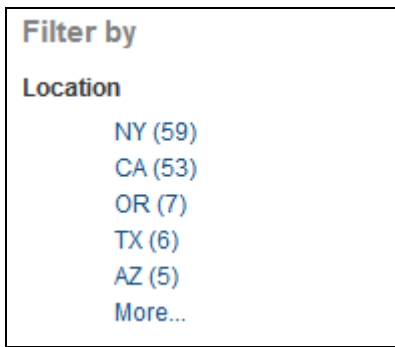 Filter by
Location
NY (59)
CA (53)
OR (7)
TX (6)
AZ (5)
More...